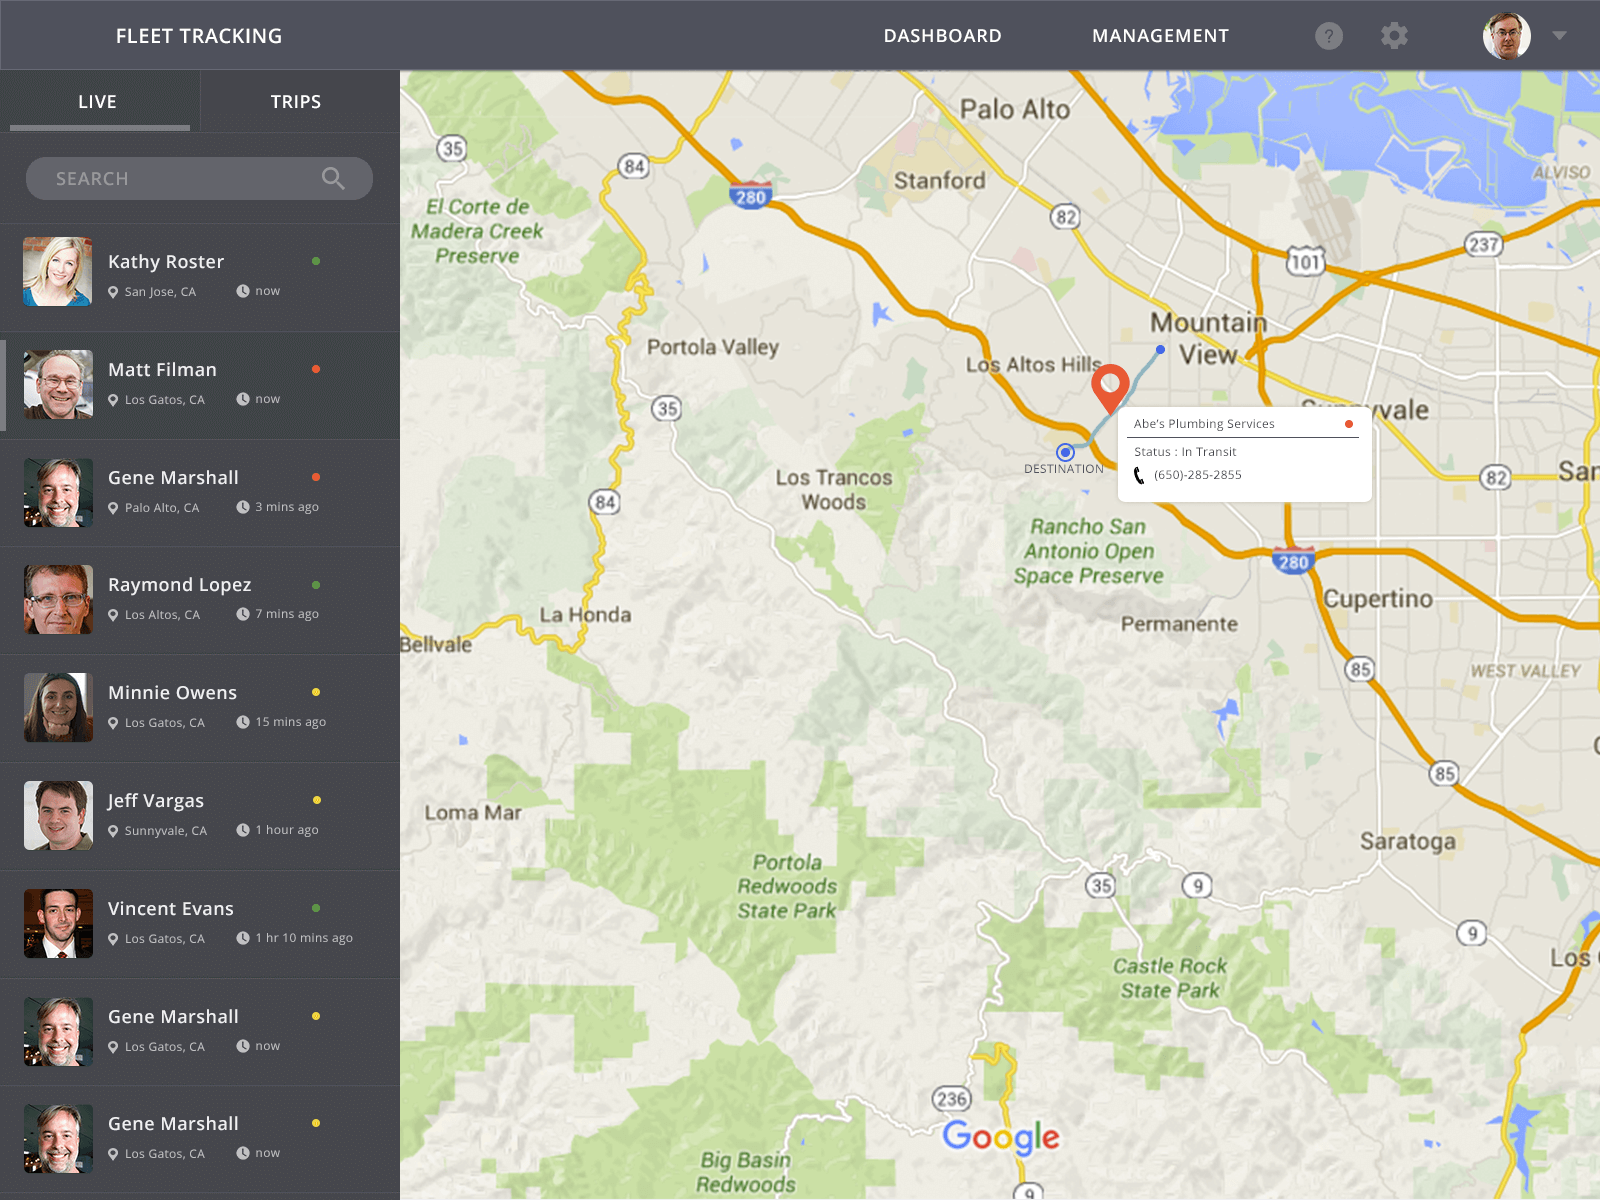 FLEET TRACKING
DASHBOARD
MANAGEMENT
?
LIVE
TRIPS
SEARCH
Kathy Roster
San Jose, CA
now
Matt Filman
Los Gatos, CA
now
Gene Marshall
Palo Alto, CA
3 mins ago
Raymond Lopez
Los Altos, CA
7 mins ago
Minnie Owens
Los Gatos, CA
15 mins ago
Jeff Vargas
Sunnyvale, CA
1 hour ago
Vincent Evans
Los Gatos, CA
1 hr 10 mins ago
Gene Marshall
Los Gatos, CA
now
Gene Marshall
Los Gatos, CA
now
Palo Alto
35
84
Stanford
280
ALVISO
El Corte de
Madera Creek
Preserve
82
237
101
Mountain
View
Portola Valley
Los Altos Hills
35
Abe's Plumbing Services
Status : In Transit
(650)-285-2855
DESTINATION
Los Trancos
Woods
82
San
84
Rancho San
Antonio Open
Space Preserve
280
Cupertino
La Honda
Permanente
Bellvale
85
WEST VALLEY
85
Loma Mar
Saratoga
Portola
Redwoods
State Park
35
9
9
Los
Castle Rock
State Park
236
Google
Big Basin
Redwoods
9